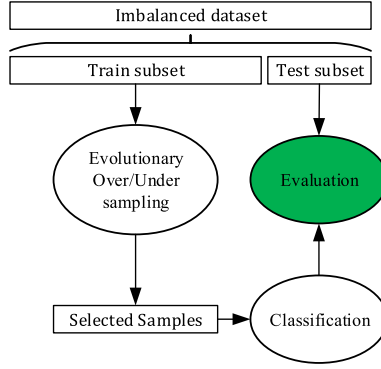 Imbalanced dataset
Train subset
Test subset
Evolutionary
Over/Under
sampling
Evaluation
Selected Samples
Classification